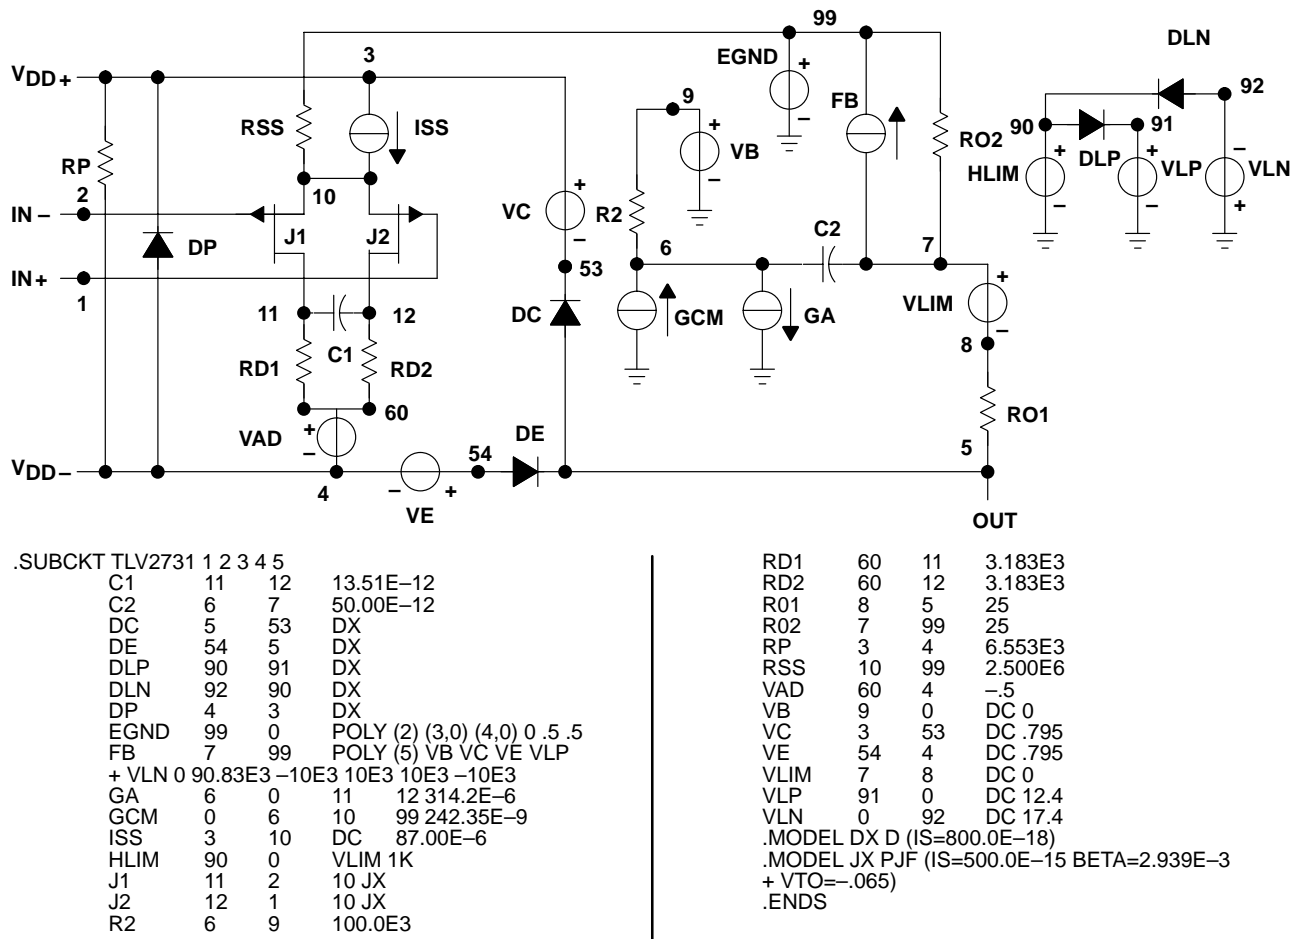 99
3
DLN
VDD+
EGND
+
92
9
FB
RSS
ISS
+
90
91
RO2
–
RP
VB
+
+
–
DLP
2
10
–
HLIM
VLP
VLN
IN–
VC
+
R2
–
–
+
J1
J2
C2
DP
–
6
7
IN+
53
+
1
VLIM
11
12
DC
GCM
GA
–
C1
8
RD1
RD2
60
RO1
+
VAD
DE
–
54
5
VDD–
4
–
+
VE
OUT
.SUBCKT TLV2731 1 2 3 4 5
C1 11 12 13.51E–12
C2 6 7 50.00E–12
DC 5 53 DX
DE 54 5 DX
DLP 90 91 DX
DLN 92 90 DX
DP 4 3 DX
EGND 99 0 POLY (2) (3,0) (4,0) 0 .5 .5
FB 7 99 POLY (5) VB VC VE VLP
+ VLN 0 90.83E3 –10E3 10E3 10E3 –10E3
GA 6 0 11 12 314.2E–6
GCM 0 6 10 99 242.35E–9
ISS 3 10 DC 87.00E–6
HLIM 90 0 VLIM 1K
J1 11 2 10 JX
J2 12 1 10 JX
R2 6 9 100.0E3
RD1 60 11 3.183E3
RD2 60 12 3.183E3
R01 8 5 25
R02 7 99 25
RP 3 4 6.553E3
RSS 10 99 2.500E6
VAD 60 4 –.5
VB 9 0 DC 0
VC 3 53 DC .795
VE 54 4 DC .795
VLIM 7 8 DC 0
VLP 91 0 DC 12.4
VLN 0 92 DC 17.4
.MODEL DX D (IS=800.0E–18)
.MODEL JX PJF (IS=500.0E–15 BETA=2.939E–3
+ VTO=–.065)
.ENDS